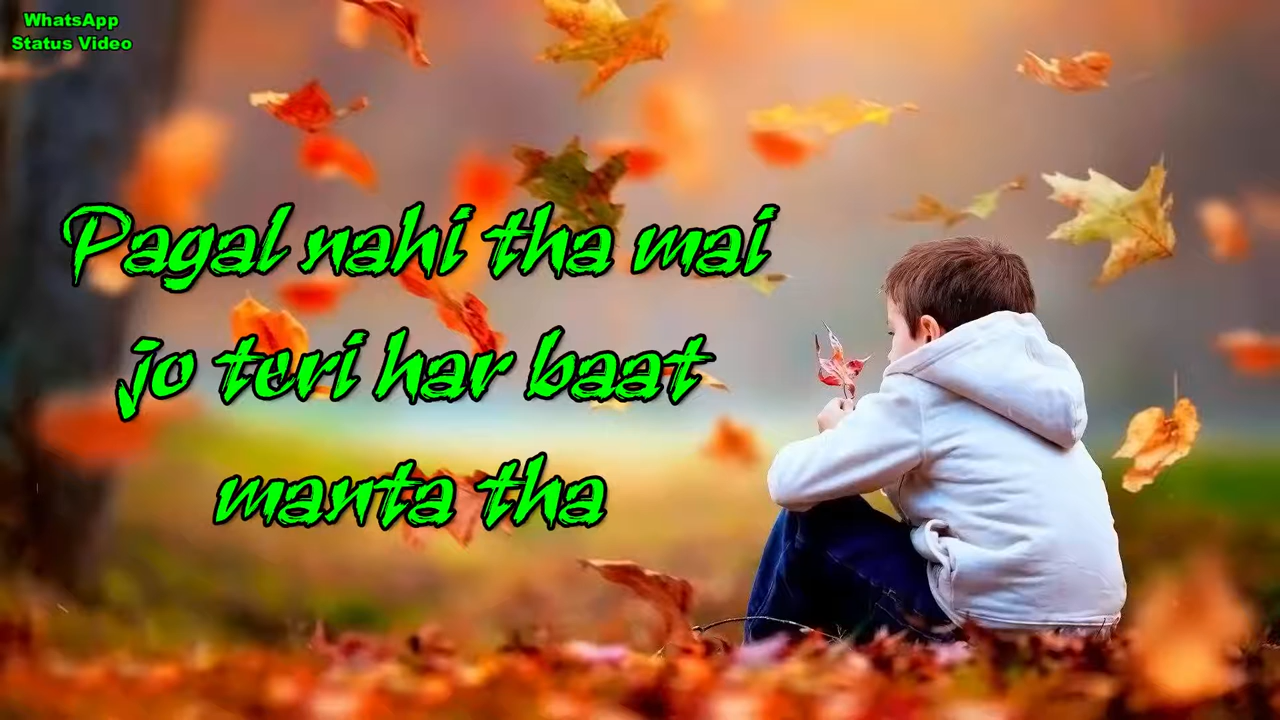 WhatsApp
Status Video
Pagal nahi tha mai
jo teri har baat
manta tha